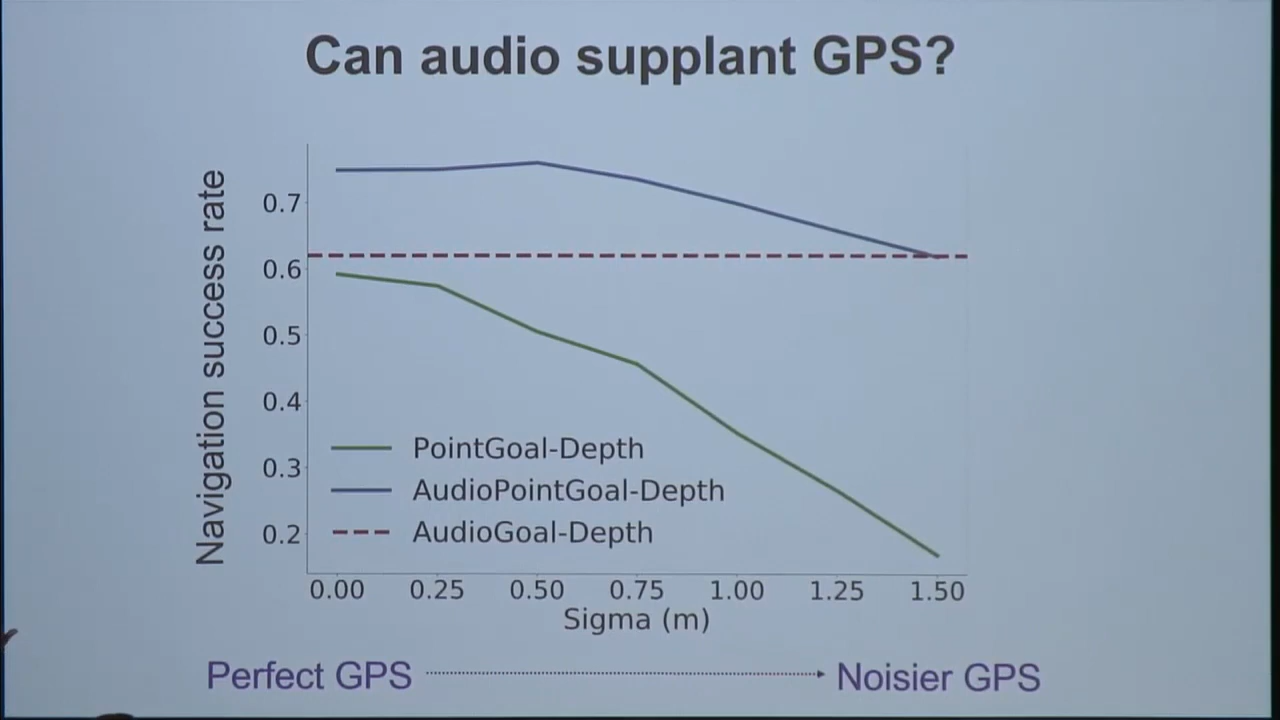 Can audio supplant GPS?
Navigation success rate
0.7
0.6
0.5
0.4
0.3
0.2
PointGoal-Depth
AudioPointGoal-Depth
AudioGoal-Depth
0.00 0.25 0.50 0.75 1.00 1.25 1.50
Sigma (m)
Perfect GPS
Noisier GPS